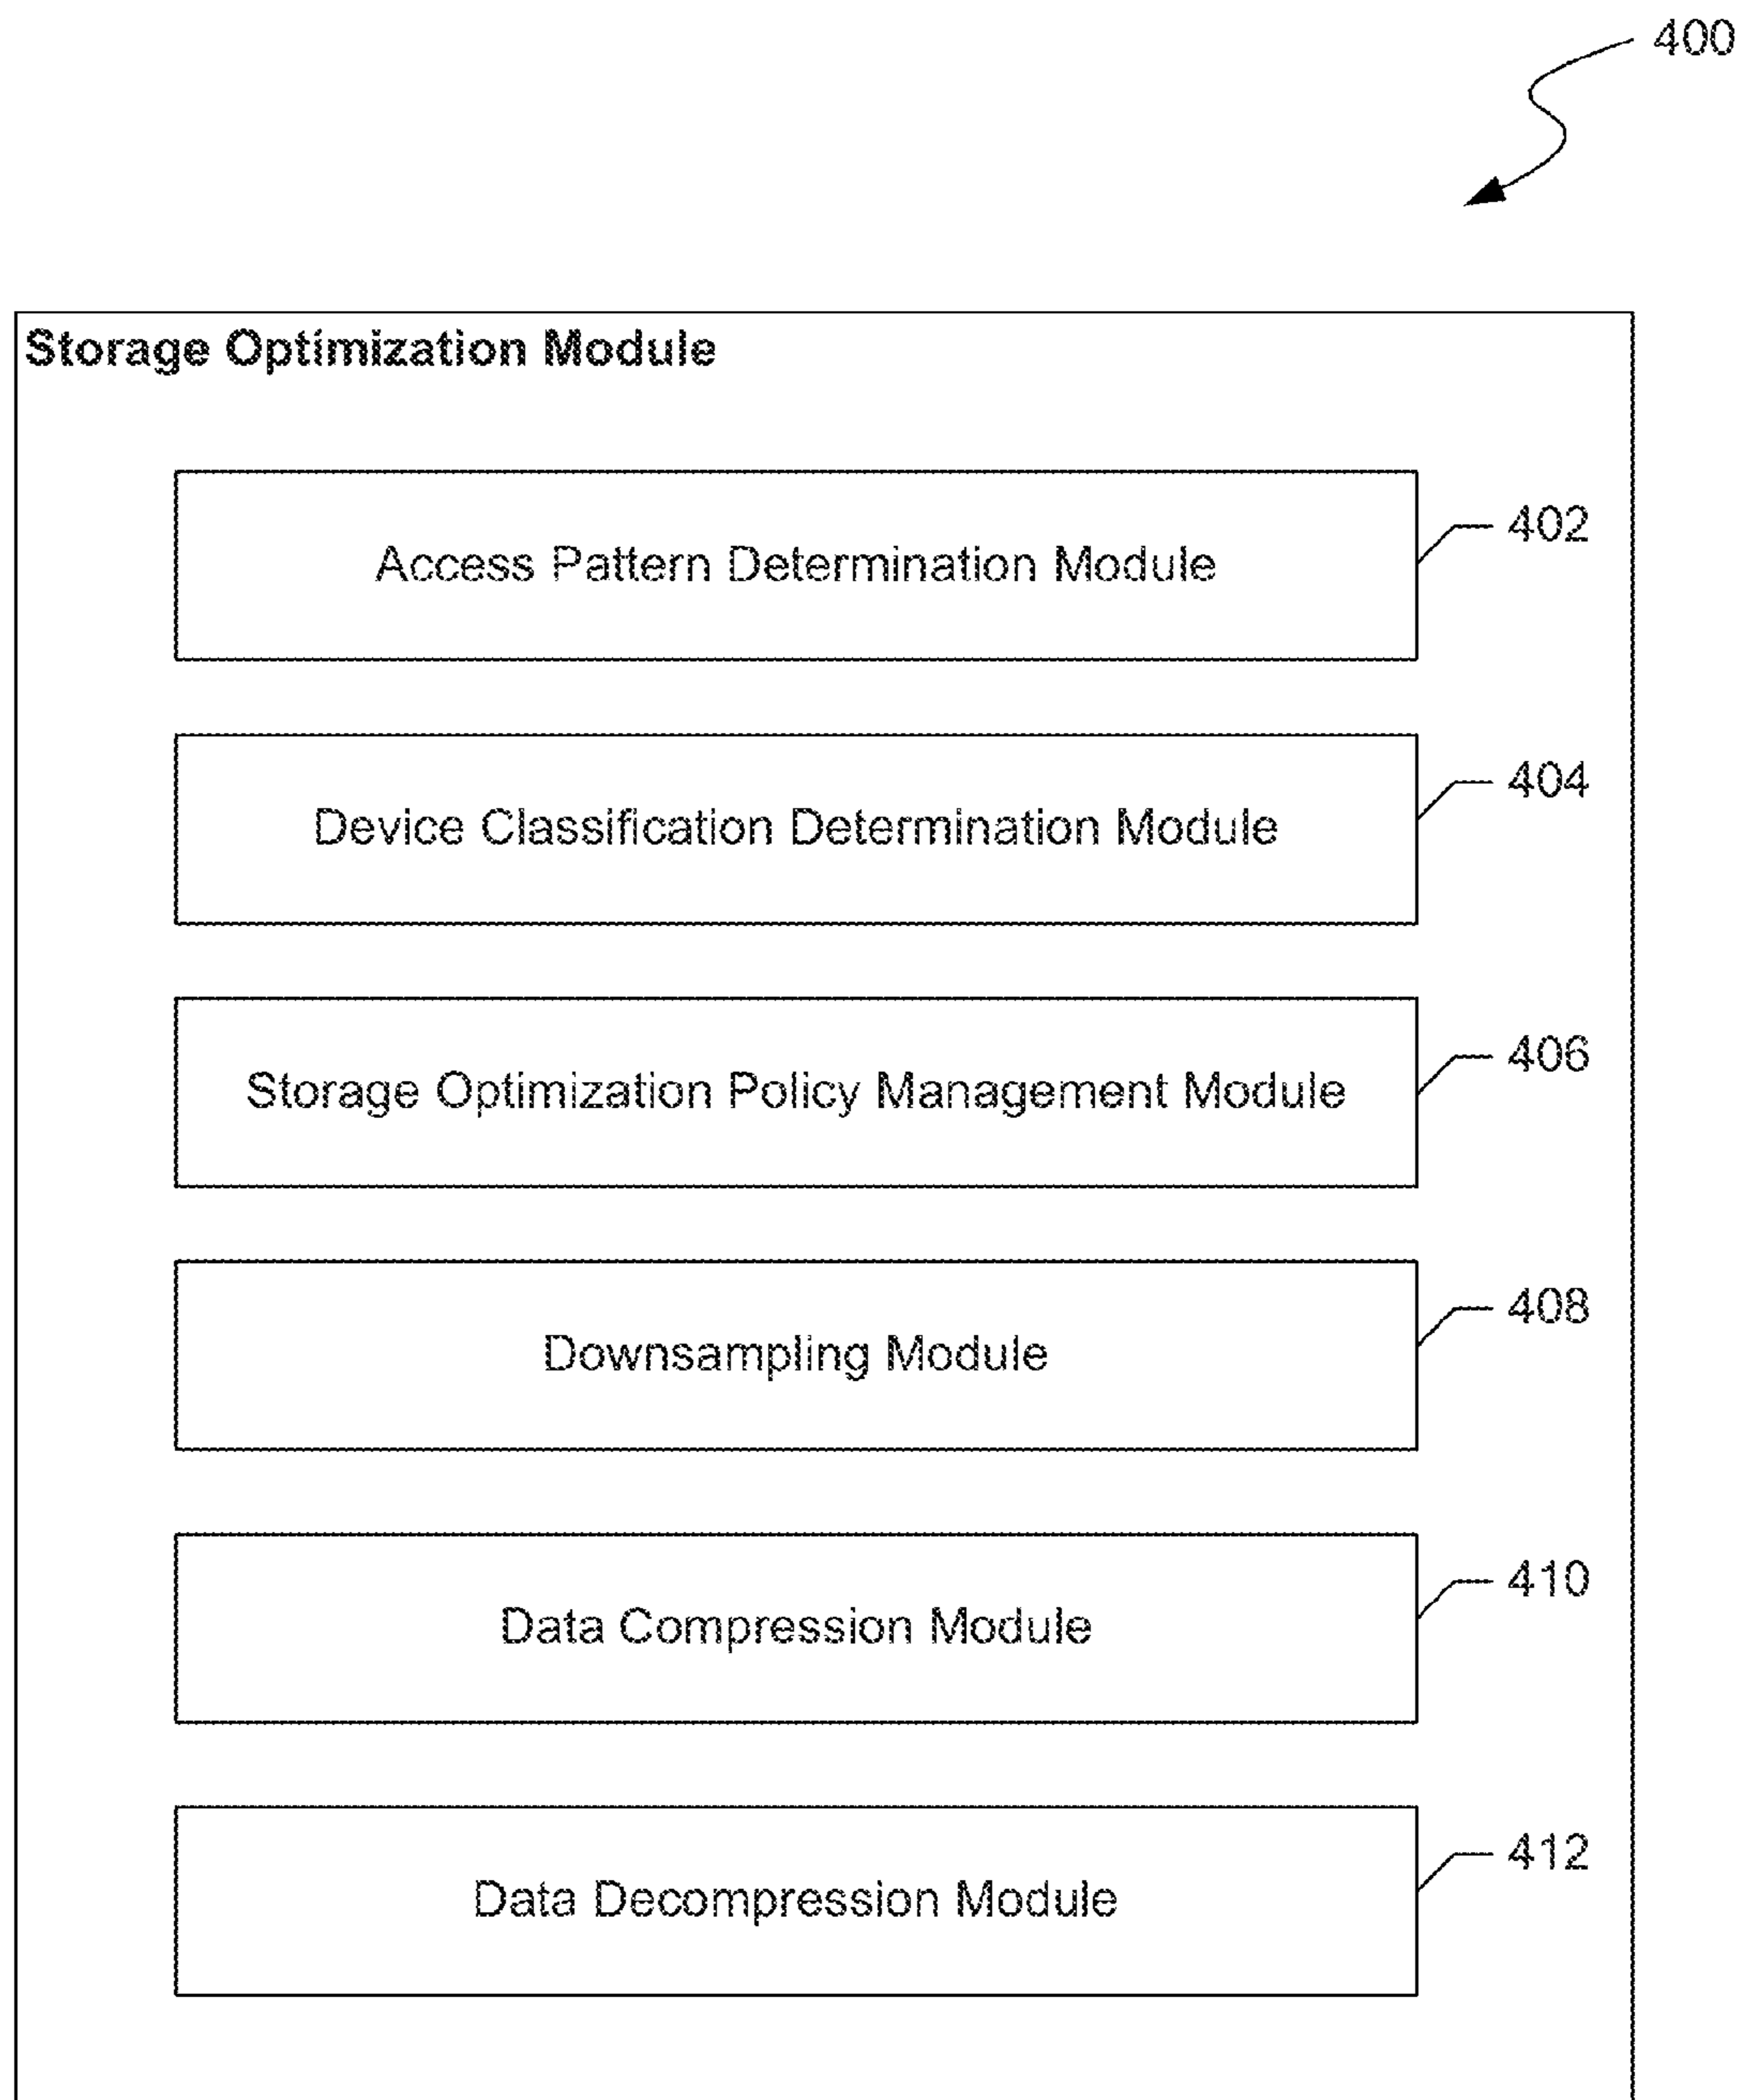 400
Storage Optimization Module
Access Pattern Determination Module
402
Device Classification Determination Module
404
Storage Optimization Policy Management Module
406
Downsampling Module
408
Data Compression Module
410
Data Decompression Module
412